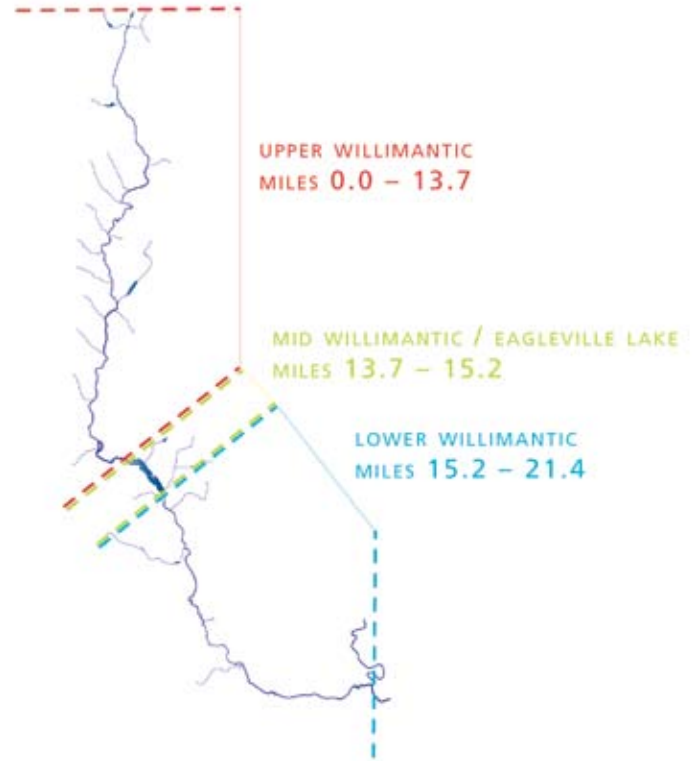 UPPER WILLIMANTIC
MILES 0.0 – 13.7
MID WILLIMANTIC / EAGLEVILLE LAKE
MILES 13.7 – 15.2
LOWER WILLIMANTIC
MILES 15.2 – 21.4